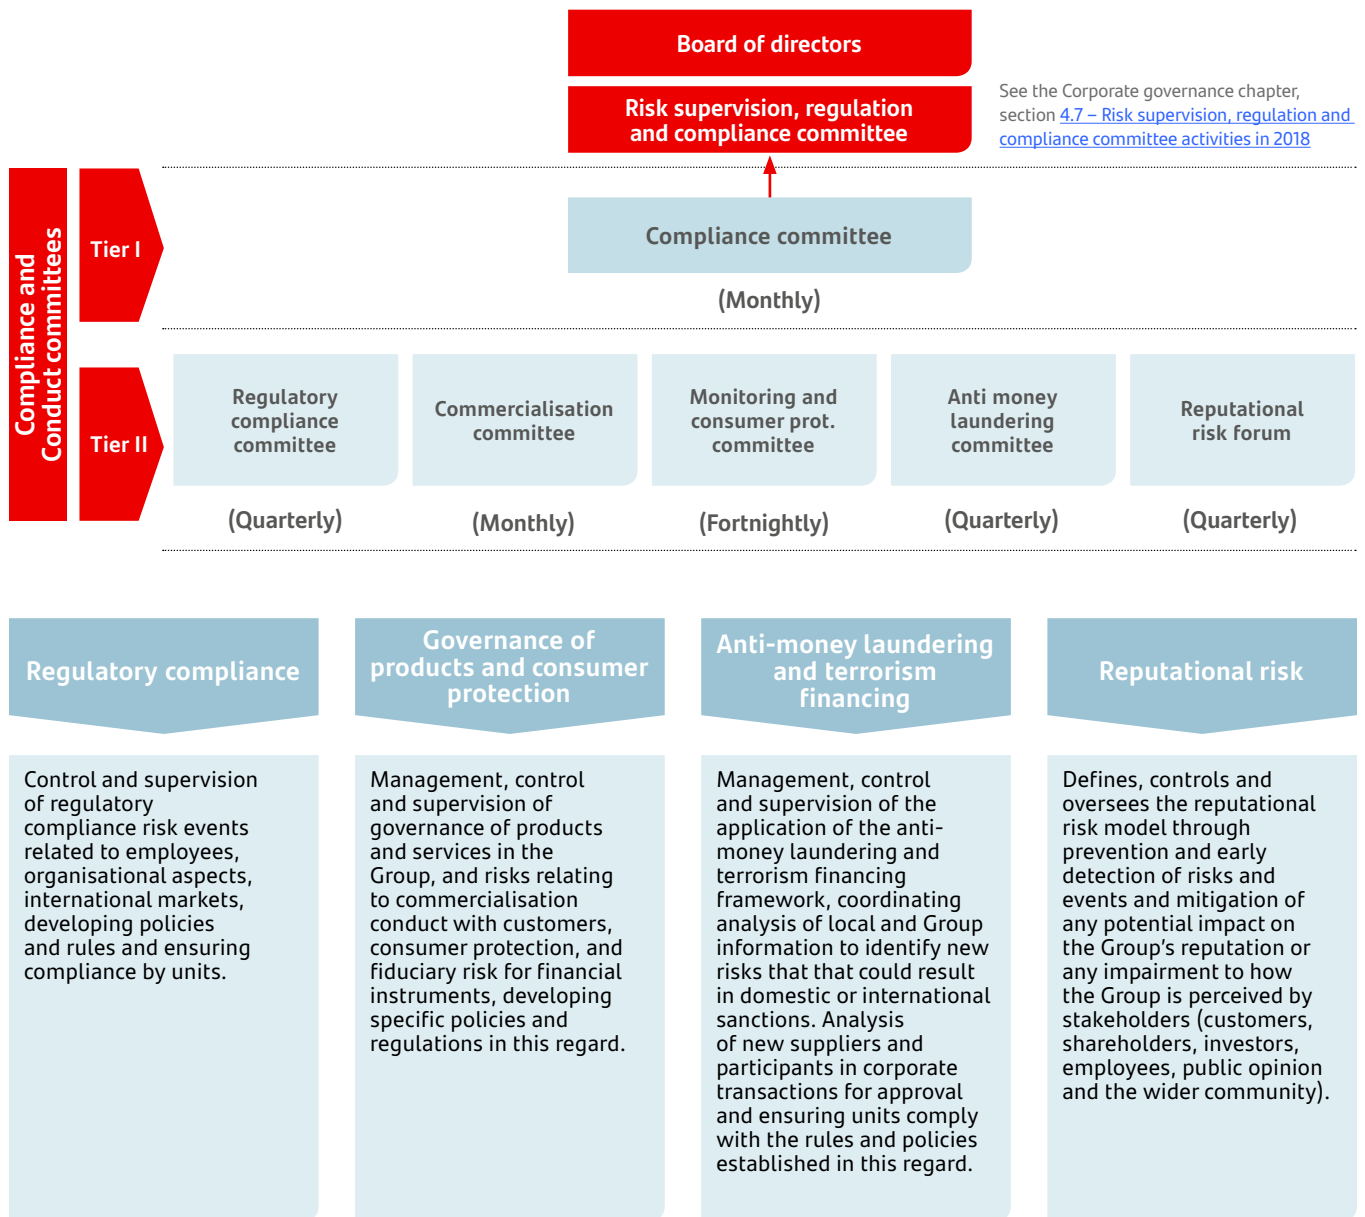 Board of directors
Risk supervision, regulation
and compliance committee
See the Corporate governance chapter,
section 4.7 – Risk supervision, regulation and
compliance committee activities in 2018
Compliance and
Conduct committees
Tier I
Compliance committee
(Monthly)
Tier II
Regulatory
compliance
committee
(Quarterly)
Commercialisation
committee
(Monthly)
Monitoring and
consumer prot.
committee
(Fortnightly)
Anti money
laundering
committee
(Quarterly)
Reputational
risk forum
(Quarterly)
Regulatory compliance
Control and supervision
of regulatory
compliance risk events
related to employees,
organisational aspects,
international markets,
developing policies
and rules and ensuring
compliance by units.
Governance of
products and consumer
protection
Management, control
and supervision of
governance of products
and services in the
Group, and risks relating
to commercialisation
conduct with customers,
consumer protection, and
fiduciary risk for financial
instruments, developing
specific policies and
regulations in this regard.
Anti-money laundering
and terrorism
financing
Management, control
and supervision of the
application of the anti-
money laundering and
terrorism financing
framework, coordinating
analysis of local and Group
information to identify new
risks that that could result
in domestic or international
sanctions. Analysis
of new suppliers and
participants in corporate
transactions for approval
and ensuring units comply
with the rules and policies
established in this regard.
Reputational risk
Defines, controls and
oversees the reputational
risk model through
prevention and early
detection of risks and
events and mitigation of
any potential impact on
the Group’s reputation or
any impairment to how
the Group is perceived by
stakeholders (customers,
shareholders, investors,
employees, public opinion
and the wider community).